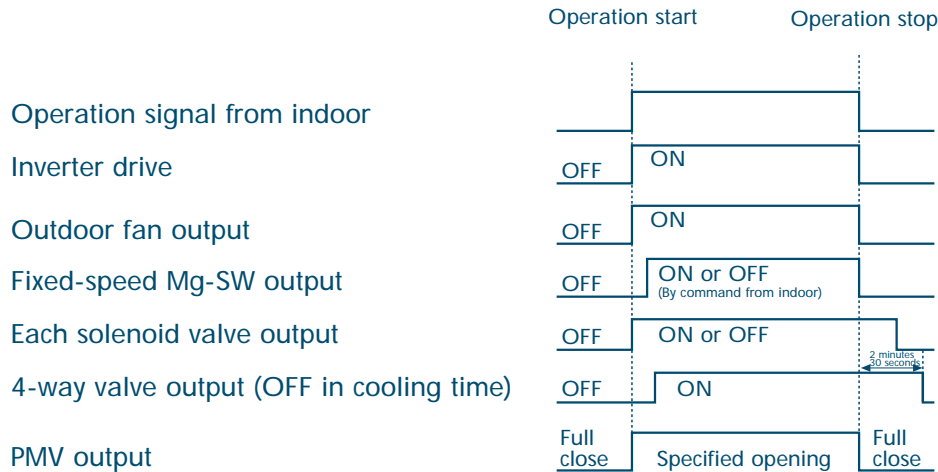 Operation start
Operation stop
Operation signal from indoor
Inverter drive
OFF
ON
Outdoor fan output
OFF
ON
Fixed-speed Mg-SW output
OFF
ON or OFF
(By command from indoor)
Each solenoid valve output
OFF
ON or OFF
2 minutes
30 seconds
4-way valve output (OFF in cooling time)
OFF
ON
PMV output
Full
close
Specified opening
Full
close